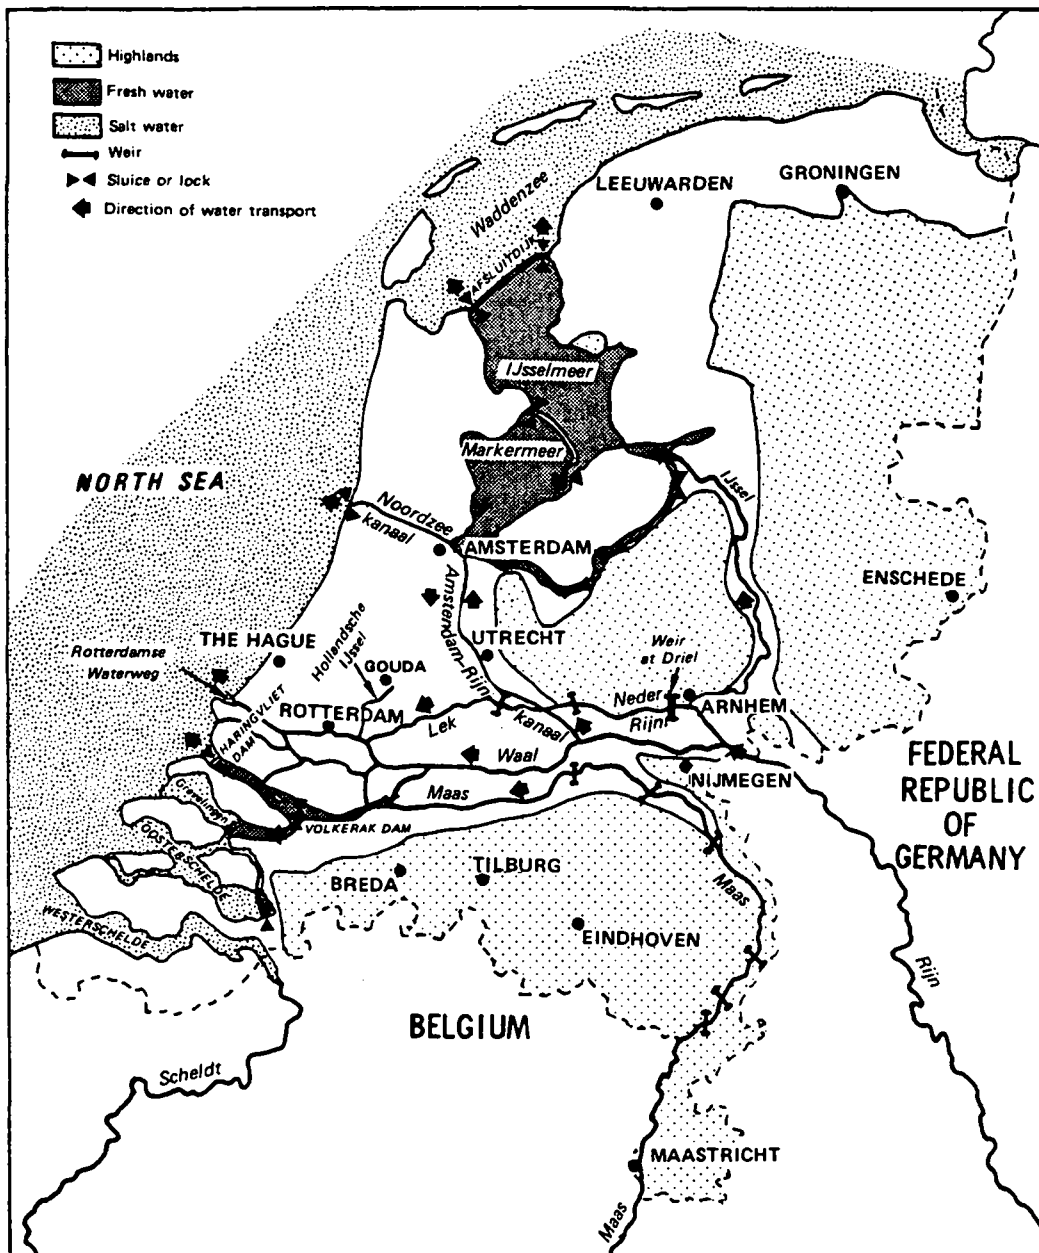 Highlands
Fresh water
Salt water
Weir
Sluice or lock
Direction of water transport
Waddenzee
LEEUWARDEN
GRONINGEN
AFSLUITDIJK
IJsselmeer
Markermeer
NORTH SEA
Noordzee
kanaal
IJssel
AMSTERDAM
ENSCHEDE
Amsterdam-Rijn
kanaal
Hollandsche
IJssel
THE HAGUE
UTRECHT
Weir
at Driel
Rotterdamse
Waterweg
GOUDA
Neder
Rijn
ARNHEM
ROTTERDAM
Lek
HARINGVLIET
DAM
Waal
NIJMEGEN
FEDERAL
REPUBLIC
OF
GERMANY
Maas
Grevelingen
VOLKERAK DAM
OOSTERSCHELDE
TILBURG
BREDA
Maas
WESTERSCHELDE
EINDHOVEN
Rijn
BELGIUM
Scheldt
MAASTRICHT
Maas